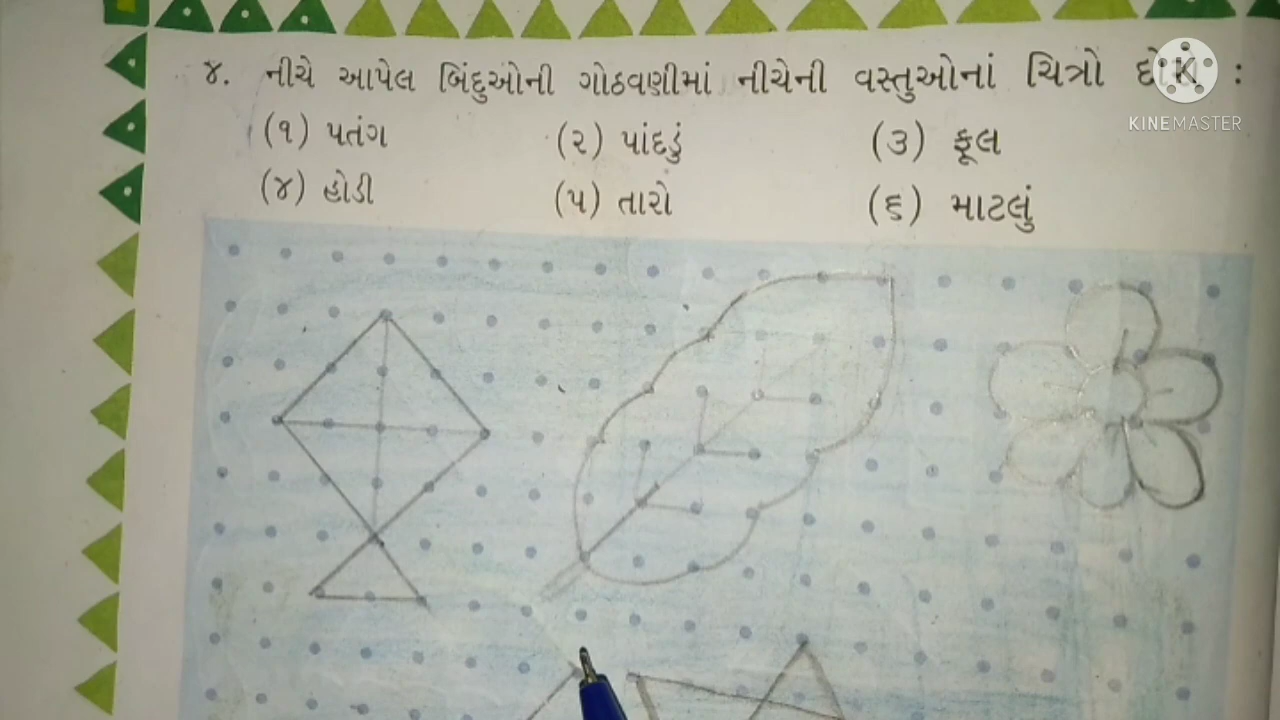 ૪. નીચે આપેલ બિંદુઓની ગોઠવણીમાં નીચેની વસ્તુઓનાં ચિત્રો :
(૧) પતંગ (૨) પાંદડું (૩) ફૂલ
(૪) હોડી (૫) તારો (૬) માટલું
K
KINEMASTER